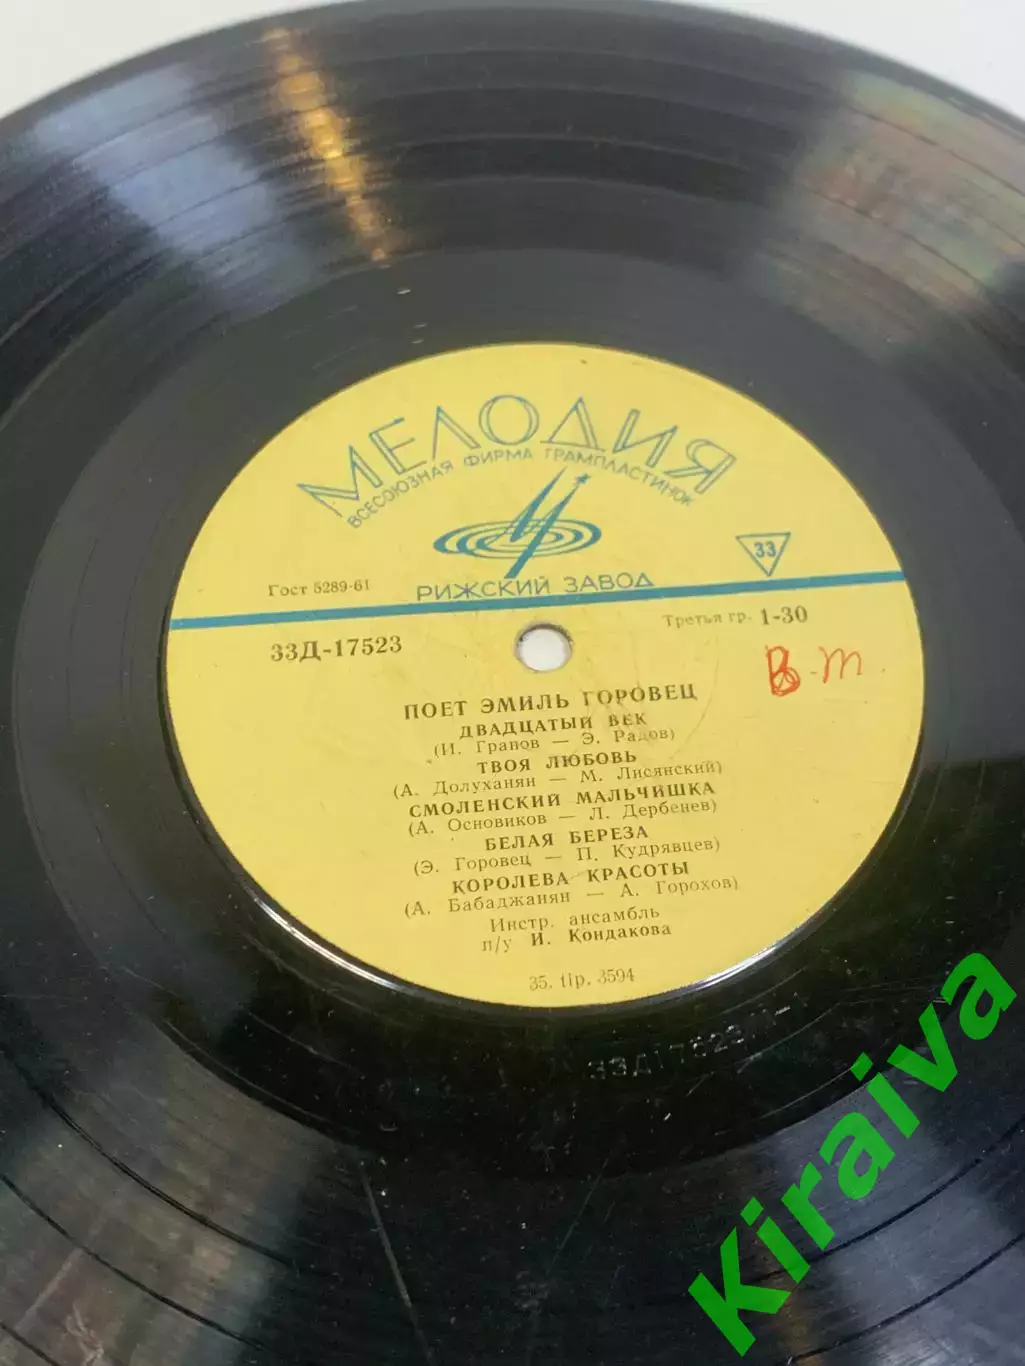 МЕЛОДИЯ
ВСЕСОЮЗНАЯ ФИРМА ГРАМПЛАСТИНОК
33
Гост 5289-61
РИЖСКИЙ ЗАВОД
33Д-17523
Третья гр. 1-30
В-т
ПОЕТ ЭМИЛЬ ГОРОВЕЦ
ДВАДЦАТЫЙ ВЕК
(И. Гранов — Э. Радов)
ТВОЯ ЛЮБОВЬ
(А. Долуханян — М. Лисянский)
СМОЛЕНСКИЙ МАЛЬЧИШКА
(А. Основиков — Л. Дербенев)
БЕЛАЯ БЕРЕЗА
(Э. Горовец — П. Кудрявцев)
КОРОЛЕВА КРАСОТЫ
(А. Бабаджанян — А. Горохов)
Инстр. ансамбль
п/у И. Кондакова
35. tip. 3594
Kiraiva